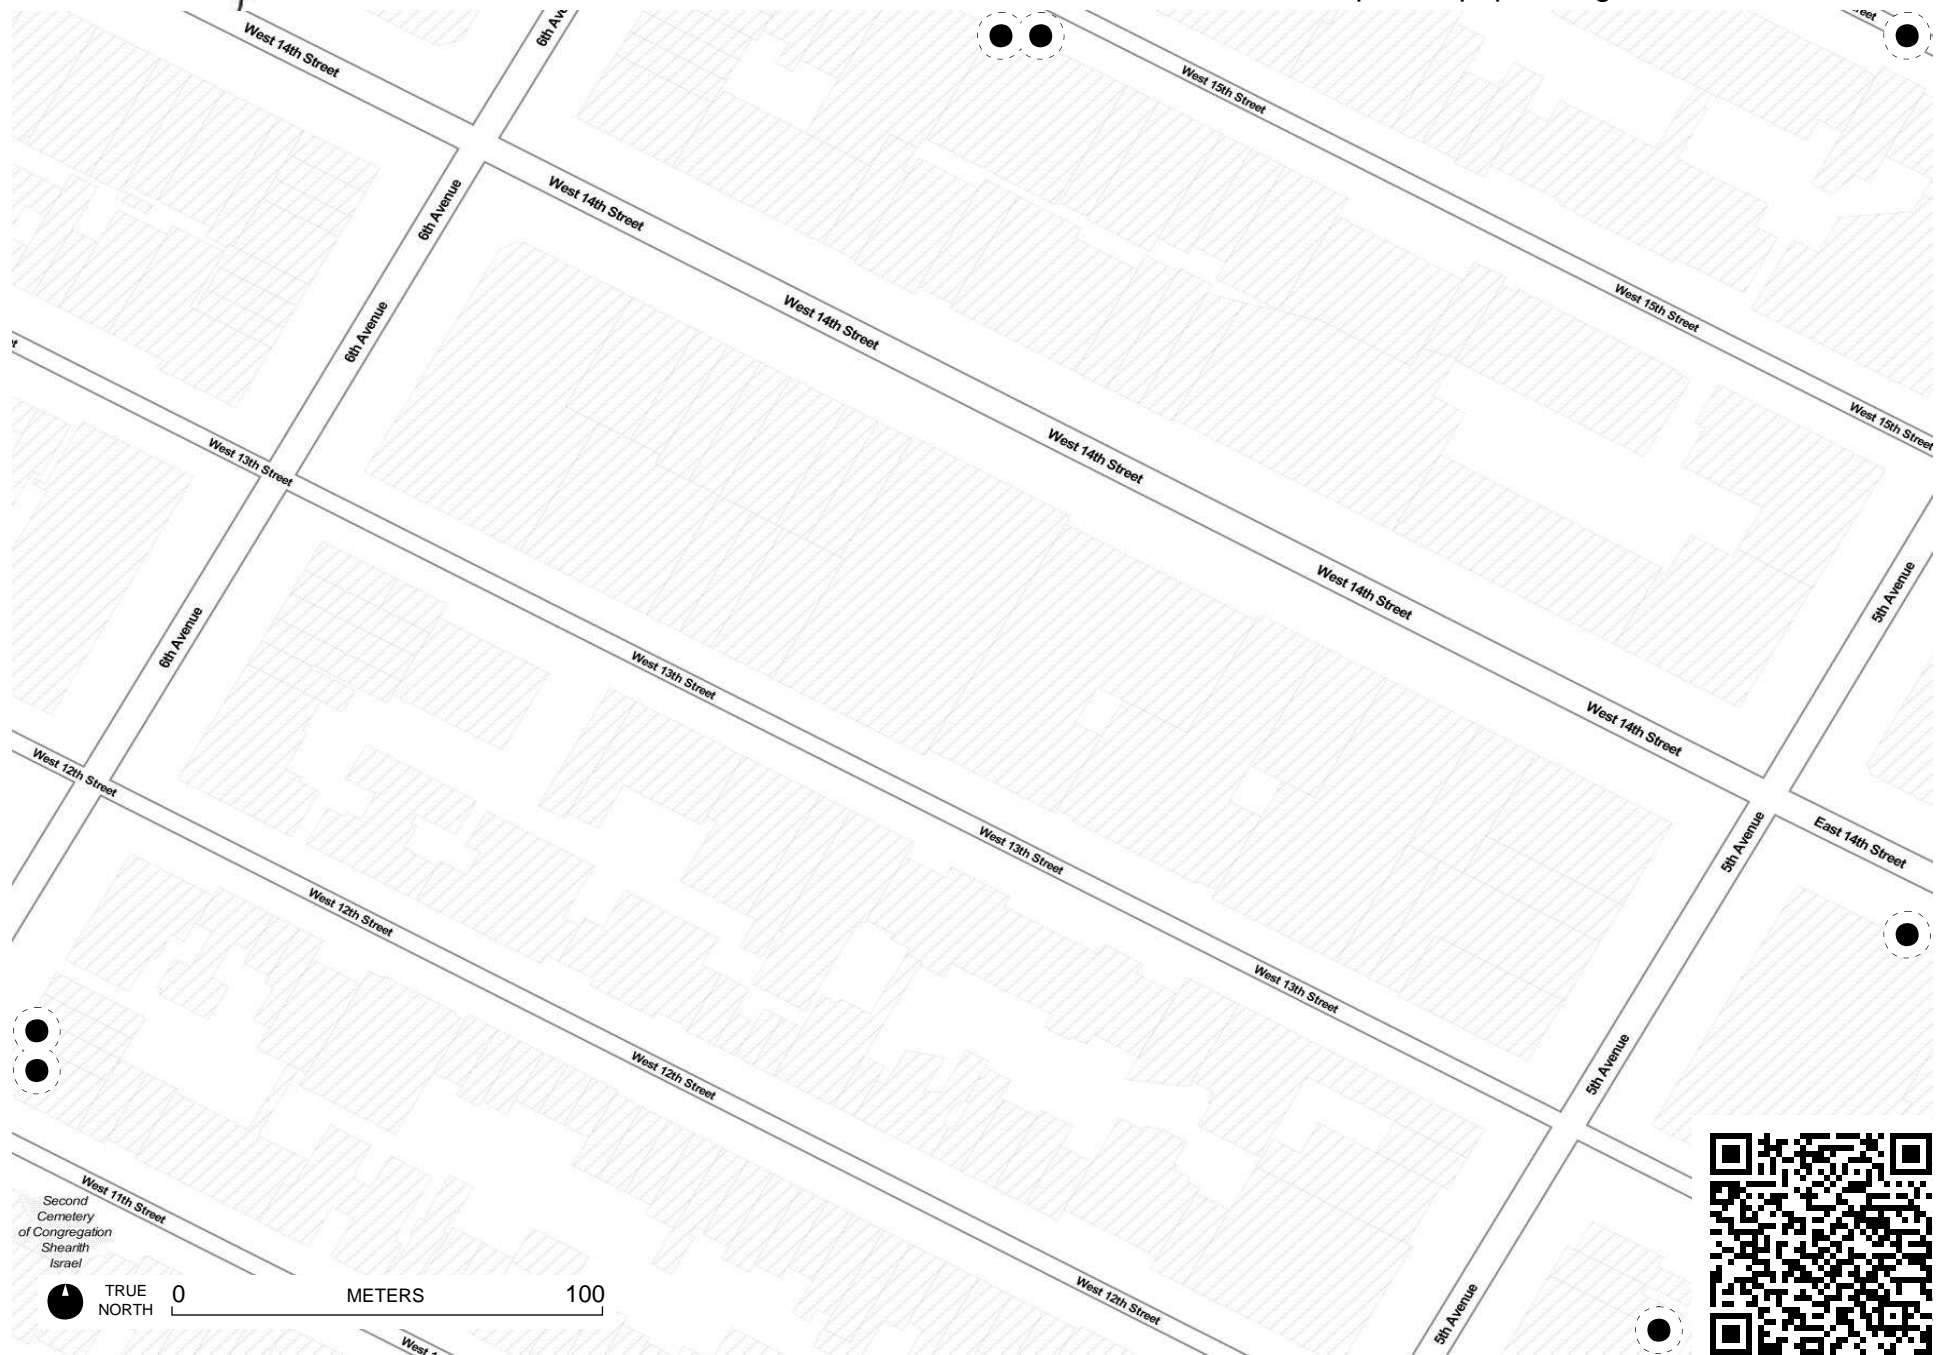 West 14th Street
6th Ave
West 15th Street
6th Avenue
West 14th Street
West 15th Street
6th Avenue
West 14th Street
West 15th Street
West 13th Street
West 14th Street
5th Avenue
West 14th Street
6th Avenue
West 13th Street
West 14th Street
West 12th Street
5th Avenue
East 14th Street
West 13th Street
West 12th Street
West 13th Street
5th Avenue
West 12th Street
West 11th Street
Second
Cemetery
of Congregation
Shearith
Israel
West 12th Street
5th Avenue
TRUE
NORTH
0 METERS 100
West